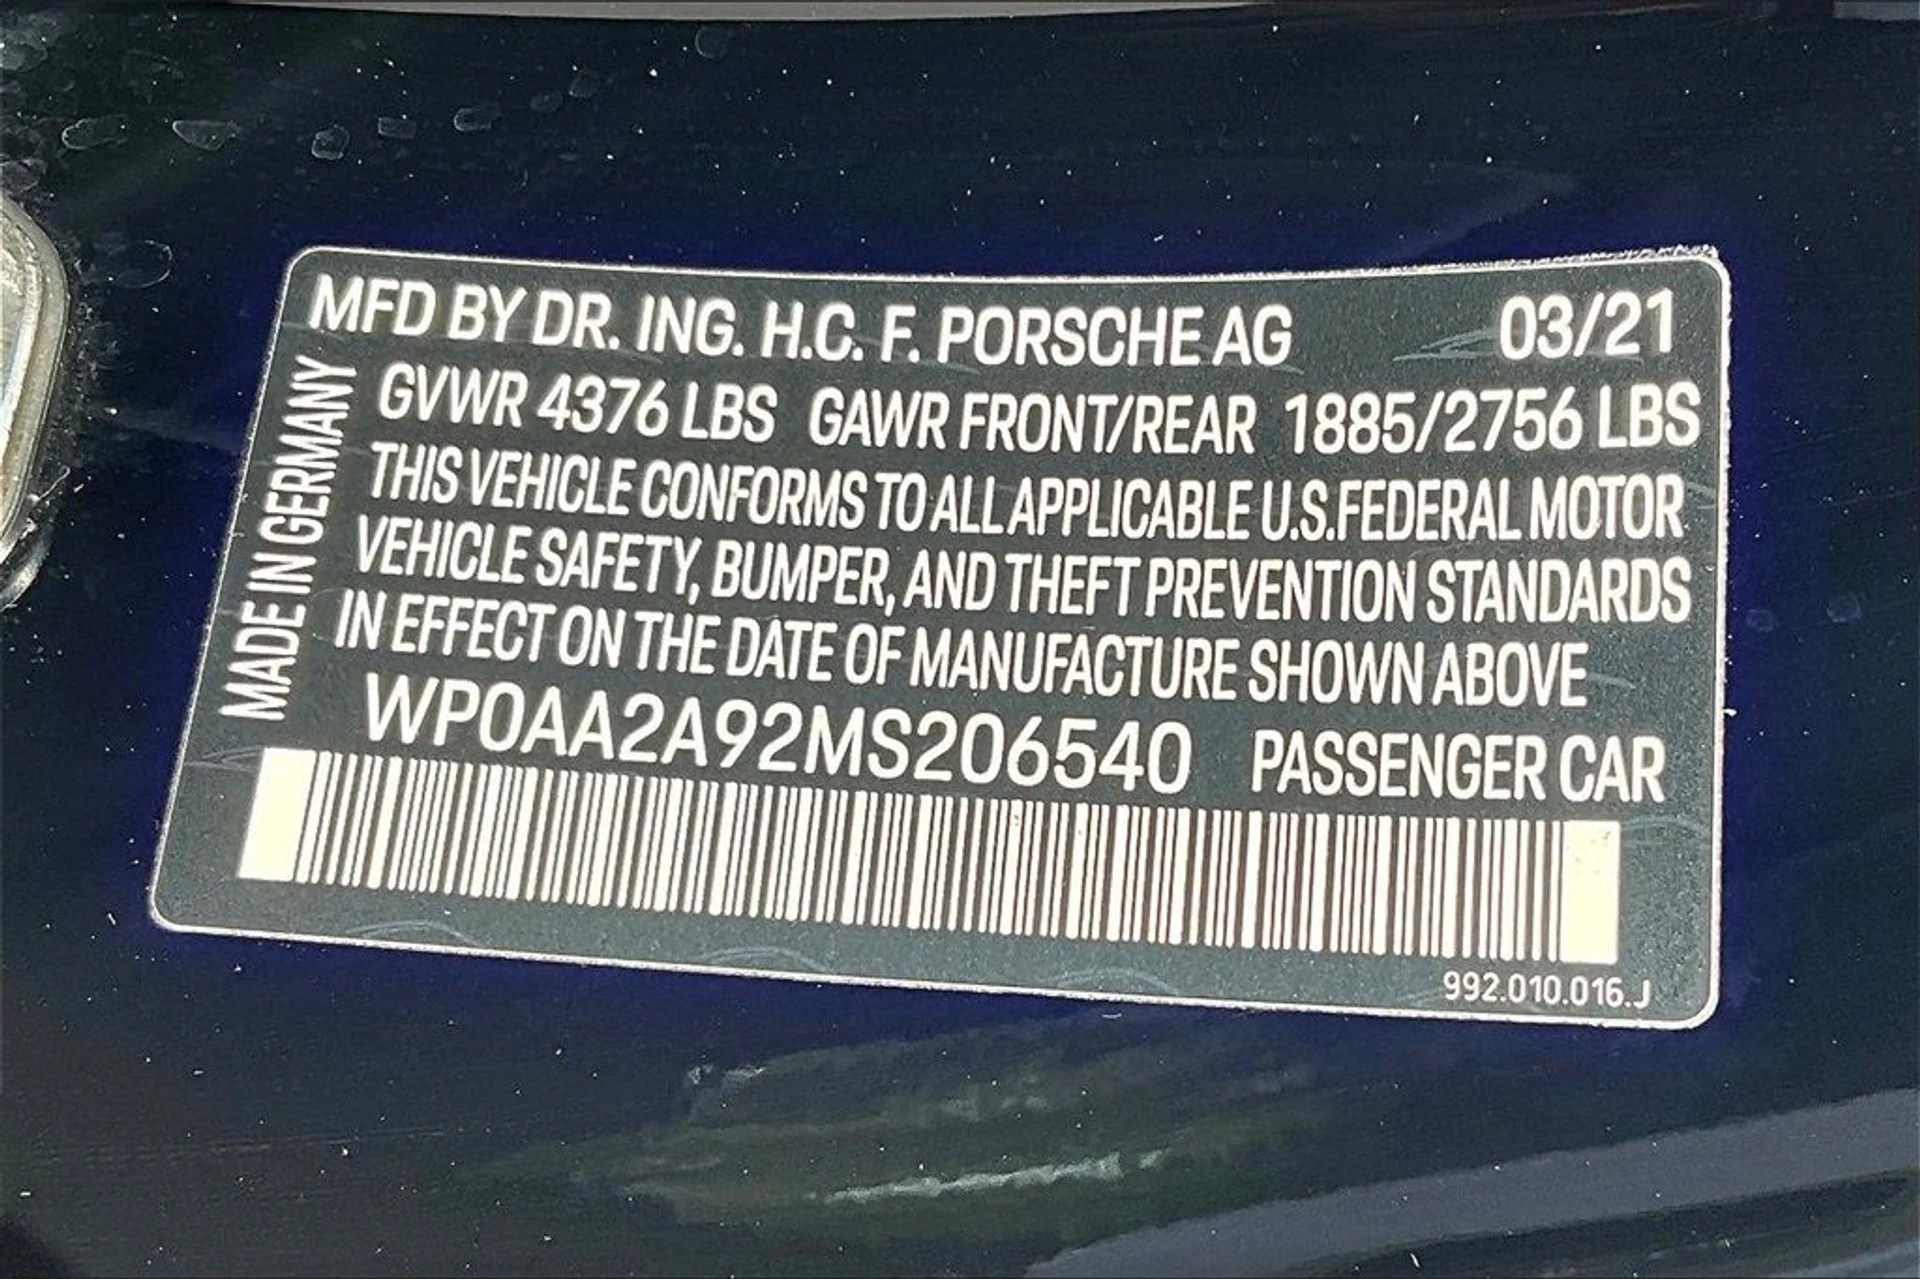 MFD BY DR. ING. H.C. F. PORSCHE AG 03/21
GVWR 4376 LBS GAWR FRONT/REAR 1885/2756 LBS
THIS VEHICLE CONFORMS TO ALL APPLICABLE U.S.FEDERAL MOTOR
VEHICLE SAFETY, BUMPER, AND THEFT PREVENTION STANDARDS
IN EFFECT ON THE DATE OF MANUFACTURE SHOWN ABOVE
WP0AA2A92MS206540 PASSENGER CAR
MADE IN GERMANY
992.010.016.J